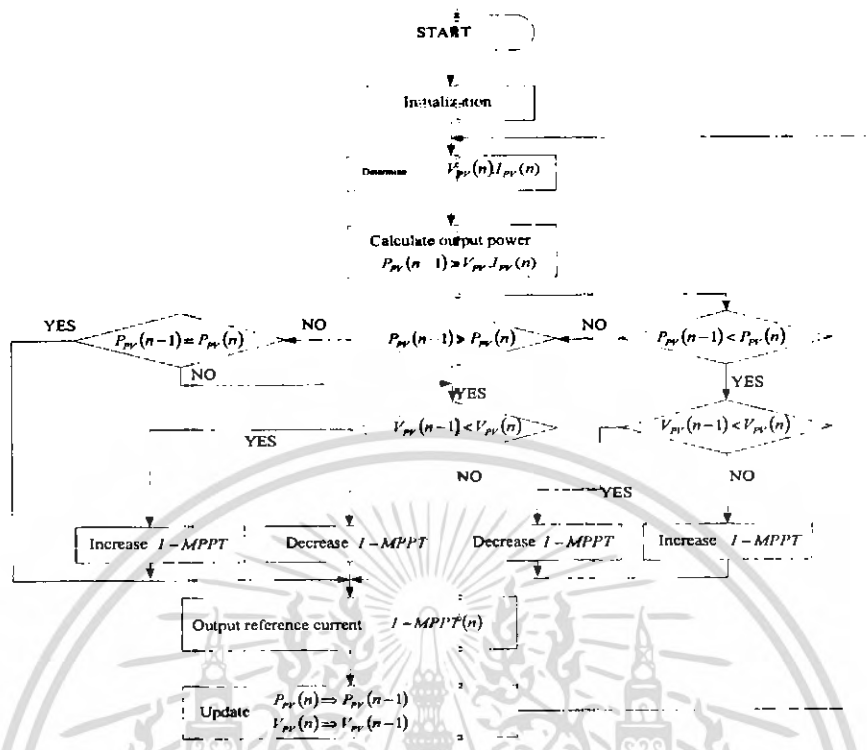 START
Initialization
Determine V_PV(n) I_PV(n)
Calculate output power
P_PV(n-1) = V_PV.I_PV(n)
YES
P_PV(n-1) = P_PV(n)
NO
P_PV(n-1) > P_PV(n)
NO
P_PV(n-1) < P_PV(n)
NO
YES
YES
YES
V_PV(n-1) < V_PV(n)
V_PV(n-1) < V_PV(n)
NO
YES
NO
Increase I-MPPT
Decrease I-MPPT
Decrease I-MPPT
Increase I-MPPT
Output reference current I-MPPT(n)
Update P_PV(n) ⇒ P_PV(n-1)
V_PV(n) ⇒ V_PV(n-1)